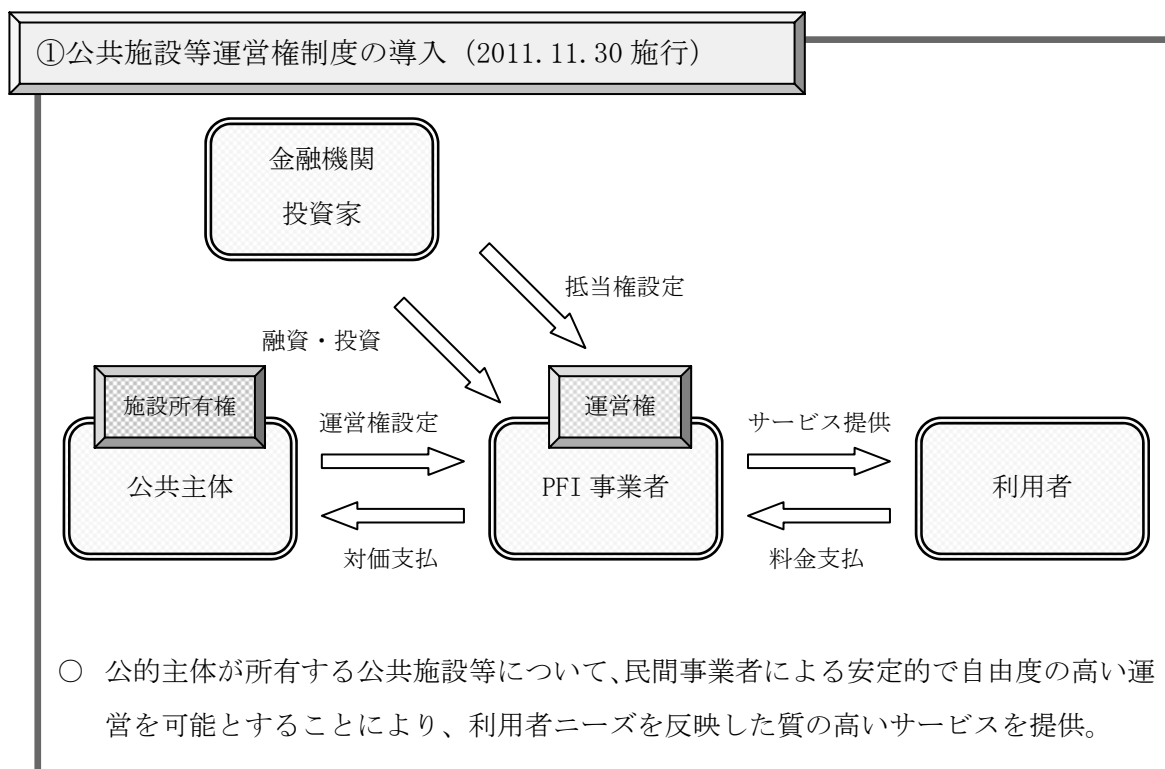 ①公共施設等運営権制度の導入（2011.11.30 施行）
金融機関
投資家
抵当権設定
融資・投資
施設所有権
運営権設定
運営権
サービス提供
公共主体
PFI 事業者
利用者
対価支払
料金支払
○ 公的主体が所有する公共施設等について、民間事業者による安定的で自由度の高い運
営を可能とすることにより、利用者ニーズを反映した質の高いサービスを提供。